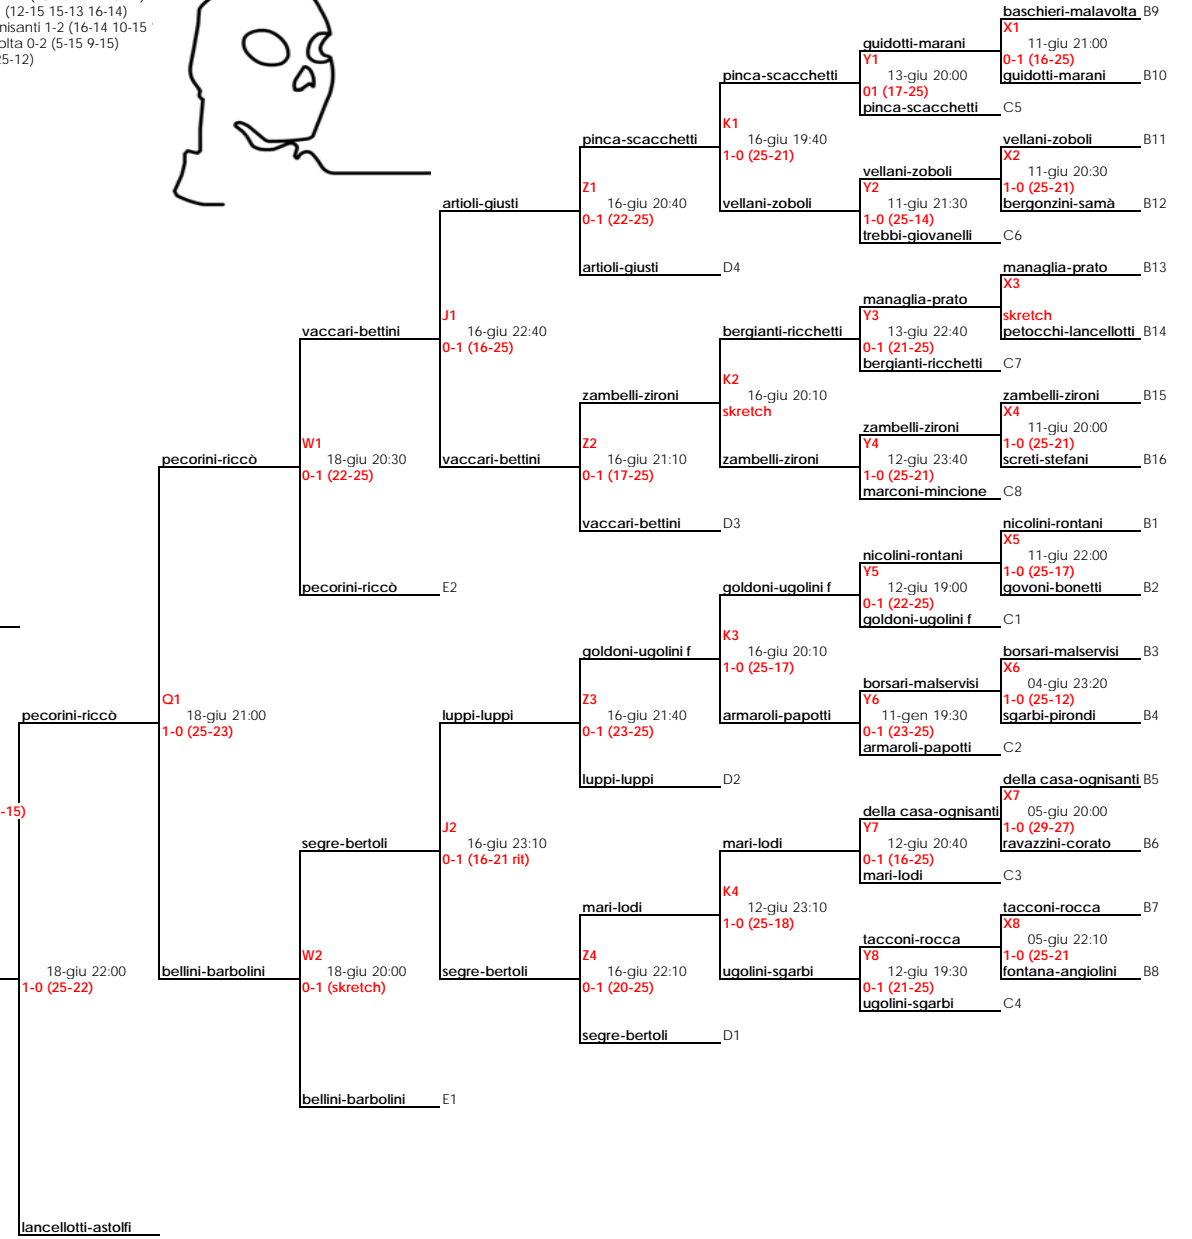 (12-15 15-13 16-14)
nisanti 1-2 (16-14 10-15
olta 0-2 (5-15 9-15)
25-12)
baschieri-malavolta B9
X1
11-giu 21:00
0-1 (16-25)
guidotti-marani B10
guidotti-marani
Y1
13-giu 20:00
01 (17-25)
pinca-scacchetti C5
pinca-scacchetti
K1
16-giu 19:40
1-0 (25-21)
vellani-zoboli B11
X2
11-giu 20:30
1-0 (25-21)
bergonzini-samà B12
vellani-zoboli
Y2
11-giu 21:30
1-0 (25-14)
trebbi-giovanelli C6
vellani-zoboli
pinca-scacchetti
Z1
16-giu 20:40
0-1 (22-25)
artioli-giusti D4
artioli-giusti
J1
16-giu 22:40
0-1 (16-25)
managlia-prato B13
X3
skretch
petocchi-lancellotti B14
managlia-prato
Y3
13-giu 22:40
0-1 (21-25)
bergianti-ricchetti C7
bergianti-ricchetti
K2
16-giu 20:10
skretch
zambelli-zironi B15
X4
11-giu 20:00
1-0 (25-21)
screti-stefani B16
zambelli-zironi
Y4
12-giu 23:40
1-0 (25-21)
marconi-mincione C8
zambelli-zironi
zambelli-zironi
Z2
16-giu 21:10
0-1 (17-25)
vaccari-bettini D3
vaccari-bettini
vaccari-bettini
W1
18-giu 20:30
0-1 (22-25)
pecorini-riccò E2
pecorini-riccò
Q1
18-giu 21:00
1-0 (25-23)
nicolini-rontani B1
X5
11-giu 22:00
1-0 (25-17)
govoni-bonetti B2
nicolini-rontani
Y5
12-giu 19:00
0-1 (22-25)
goldoni-ugolini f C1
goldoni-ugolini f
K3
16-giu 20:10
1-0 (25-17)
borsari-malservisi B3
X6
04-giu 23:20
1-0 (25-12)
sgarbi-pirondi B4
borsari-malservisi
Y6
11-gen 19:30
0-1 (23-25)
armaroli-papotti C2
armaroli-papotti
goldoni-ugolini f
Z3
16-giu 21:40
0-1 (23-25)
luppi-luppi D2
luppi-luppi
J2
16-giu 23:10
0-1 (16-21 rit)
della casa-ognisanti B5
X7
05-giu 20:00
1-0 (29-27)
ravazzini-corato B6
della casa-ognisanti
Y7
12-giu 20:40
0-1 (16-25)
mari-lodi C3
mari-lodi
K4
12-giu 23:10
1-0 (25-18)
tacconi-rocca B7
X8
05-giu 22:10
1-0 (25-21
fontana-angiolini B8
tacconi-rocca
Y8
12-giu 19:30
0-1 (21-25)
ugolini-sgarbi C4
ugolini-sgarbi
mari-lodi
Z4
16-giu 22:10
0-1 (20-25)
segre-bertoli D1
segre-bertoli
segre-bertoli
W2
18-giu 20:00
0-1 (skretch)
bellini-barbolini E1
bellini-barbolini
pecorini-riccò
-15)
18-giu 22:00
1-0 (25-22)
lancellotti-astolfi